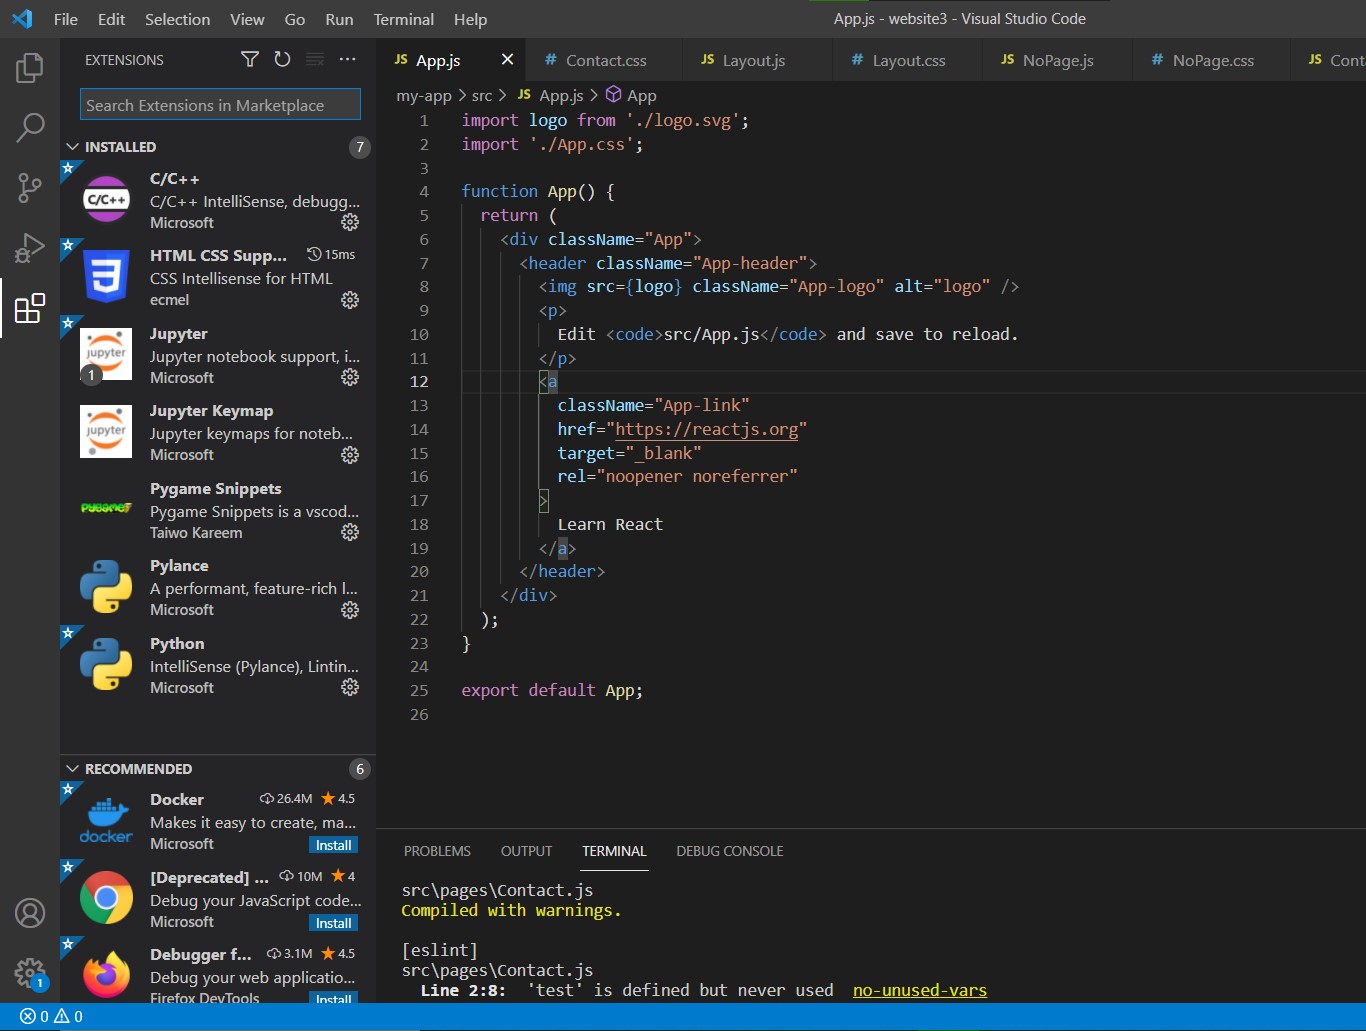 File Edit Selection View Go Run Terminal Help
App.js - website3 - Visual Studio Code
EXTENSIONS
Search Extensions in Marketplace
INSTALLED 7
C/C++
C/C++
C/C++ IntelliSense, debugg...
Microsoft
HTML CSS Supp... 15ms
CSS Intellisense for HTML
ecmel
Jupyter
jupyter
Jupyter notebook support, i...
1
Microsoft
Jupyter Keymap
jupyter
Jupyter keymaps for noteb...
Microsoft
Pygame Snippets
Pygame
Pygame Snippets is a vscod...
Taiwo Kareem
Pylance
A performant, feature-rich l...
Microsoft
Python
IntelliSense (Pylance), Lintin...
Microsoft
RECOMMENDED 6
Docker 26.4M 4.5
Makes it easy to create, ma...
docker
Microsoft Install
[Deprecated] ... 10M 4
Debug your JavaScript code...
Microsoft Install
Debugger f... 3.1M 4.5
Debug your web applicatio...
Firefox DevTools Install
1
JS App.js # Contact.css JS Layout.js # Layout.css JS NoPage.js # NoPage.css JS Cont
my-app > src > JS App.js > App
1 import logo from './logo.svg';
2 import './App.css';
3
4 function App() {
5 return (
6 <div className="App">
7 <header className="App-header">
8 <img src={logo} className="App-logo" alt="logo" />
9 <p>
10 Edit <code>src/App.js</code> and save to reload.
11 </p>
12 <a
13 className="App-link"
14 href="https://reactjs.org"
15 target="_blank"
16 rel="noopener noreferrer"
17 >
18 Learn React
19 </a>
20 </header>
21 </div>
22 );
23 }
24
25 export default App;
26
PROBLEMS OUTPUT TERMINAL DEBUG CONSOLE
src\pages\Contact.js
Compiled with warnings.
[eslint]
src\pages\Contact.js
Line 2:8: 'test' is defined but never used no-unused-vars
0 0